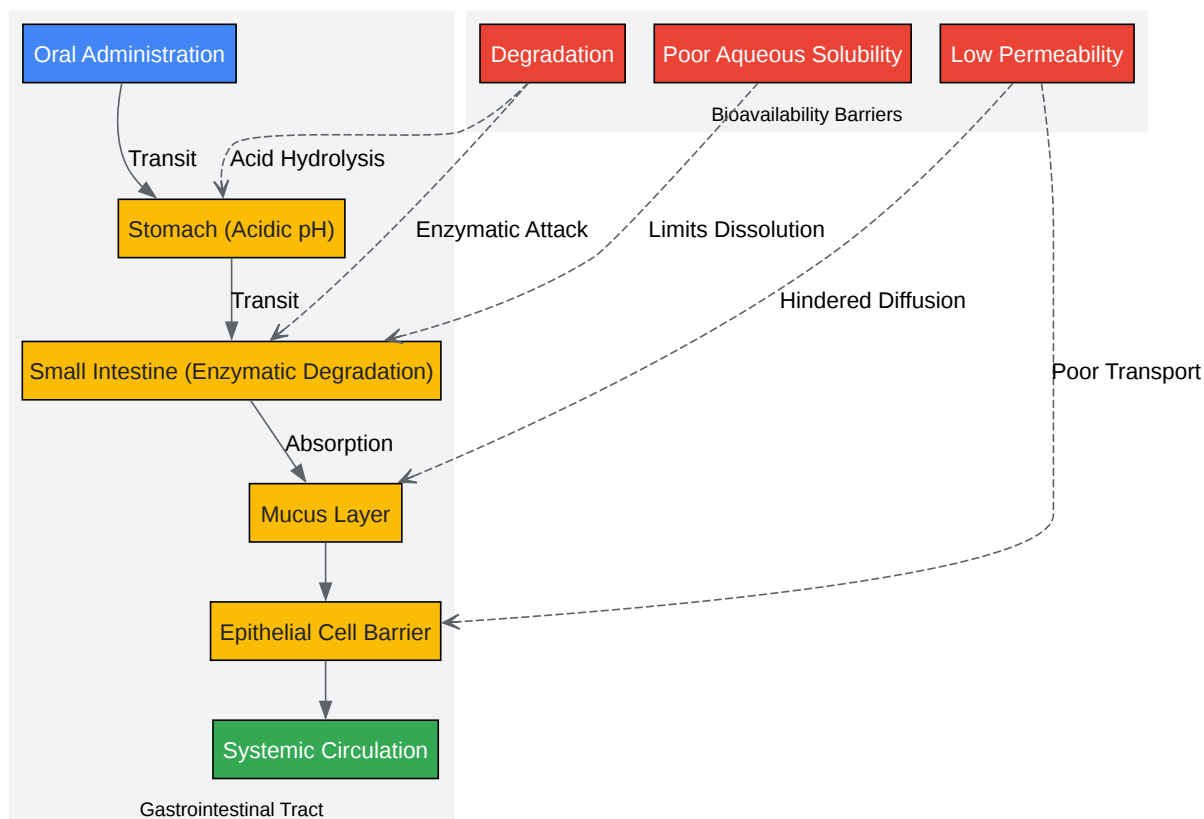 Oral Administration
Degradation
Poor Aqueous Solubility
Low Permeability
Bioavailability Barriers
Transit
Acid Hydrolysis
Stomach (Acidic pH)
Enzymatic Attack
Limits Dissolution
Transit
Hindered Diffusion
Small Intestine (Enzymatic Degradation)
Poor Transport
Absorption
Mucus Layer
Epithelial Cell Barrier
Systemic Circulation
Gastrointestinal Tract